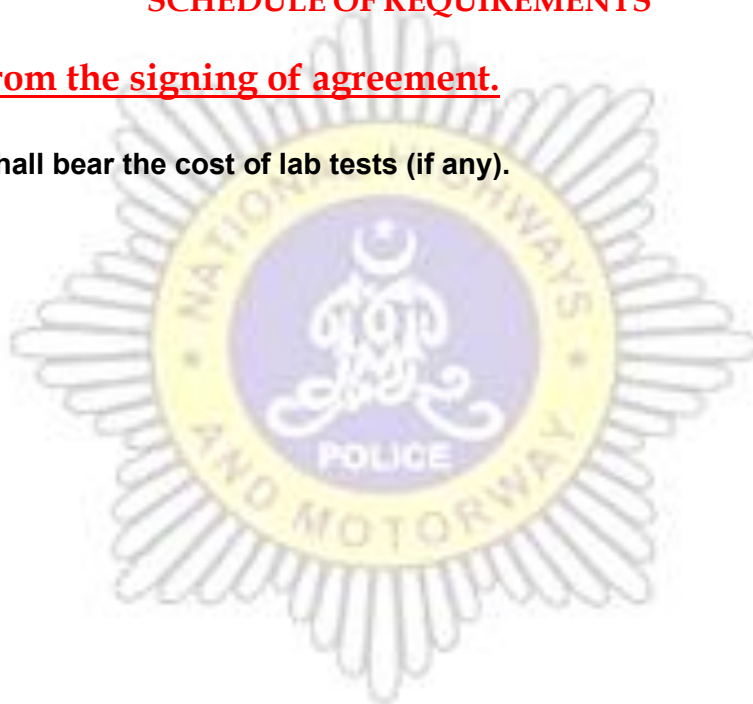 SCHEDULE OF REQUIREMENTS
rom the signing of agreement.
hall bear the cost of lab tests (if any).
NATIONAL HIGHWAYS
POLICE
AND MOTORWAY